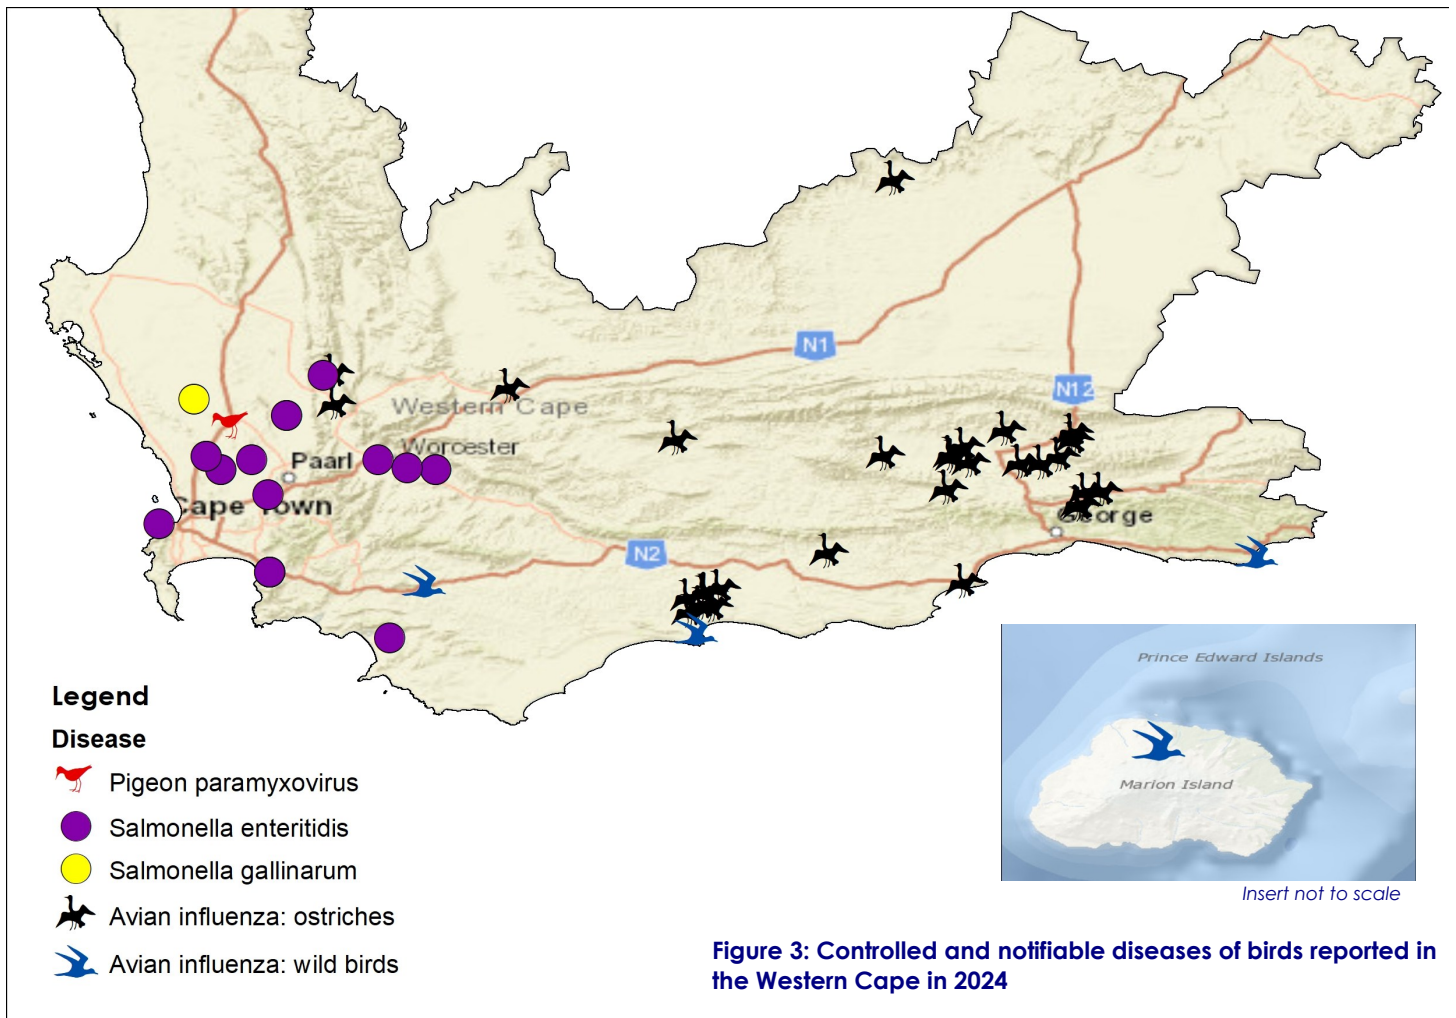 N1
N12
Western Cape
Worcester
Paarl
Cape Town
George
N2
Prince Edward Islands
Marion Island
Insert not to scale
Legend
Disease
Pigeon paramyxovirus
Salmonella enteritidis
Salmonella gallinarum
Avian influenza: ostriches
Avian influenza: wild birds
Figure 3: Controlled and notifiable diseases of birds reported in
the Western Cape in 2024